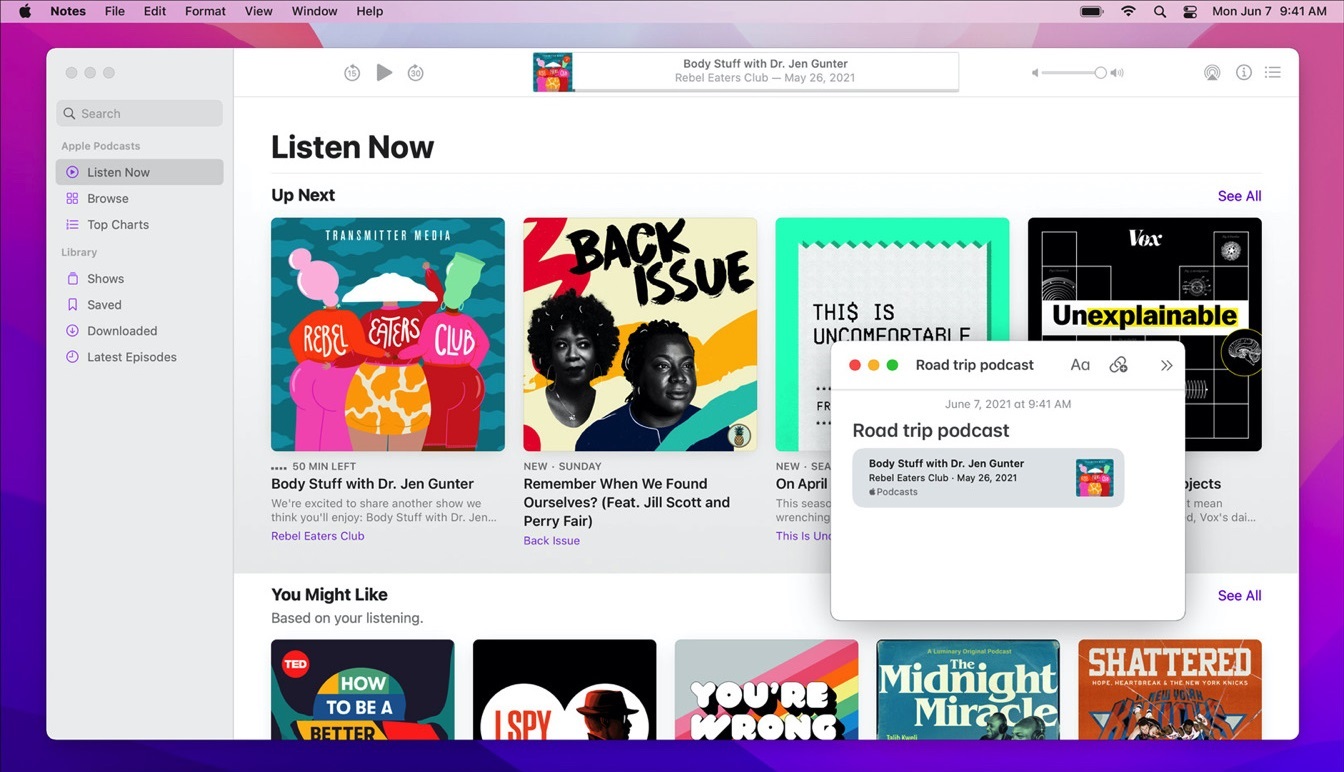 Notes File Edit Format View Window Help
Mon Jun 7 9:41 AM
15
30
Body Stuff with Dr. Jen Gunter
Rebel Eaters Club — May 26, 2021
Search
Apple Podcasts
Listen Now
Browse
Top Charts
Library
Shows
Saved
Downloaded
Latest Episodes
Listen Now
Up Next
See All
TRANSMITTER MEDIA
REBEL EATERS CLUB
BACK
ISSUE
THI$ IS
UNCOMFORTABLE
FR
Vox
Unexplainable
50 MIN LEFT
Body Stuff with Dr. Jen Gunter
We're excited to share another show we
think you'll enjoy: Body Stuff with Dr. Jen...
Rebel Eaters Club
NEW · SUNDAY
Remember When We Found
Ourselves? (Feat. Jill Scott and
Perry Fair)
Back Issue
NEW · SEA
On April
This seaso
wrenching
This Is Unc
jects
t mean
d, Vox's dai...
Road trip podcast
Aa
June 7, 2021 at 9:41 AM
Road trip podcast
Body Stuff with Dr. Jen Gunter
Rebel Eaters Club · May 26, 2021
Podcasts
You Might Like
See All
Based on your listening.
TED
HOW
TO BE A
BETTER
I SPY
YOU'RE
WRONG
A Luminary Original Podcast
The
Midnight
Miracle
Talib Kweli
SHATTERED
HOPE, HEARTBREAK & THE NEW YORK KNICKS
NEW YORK